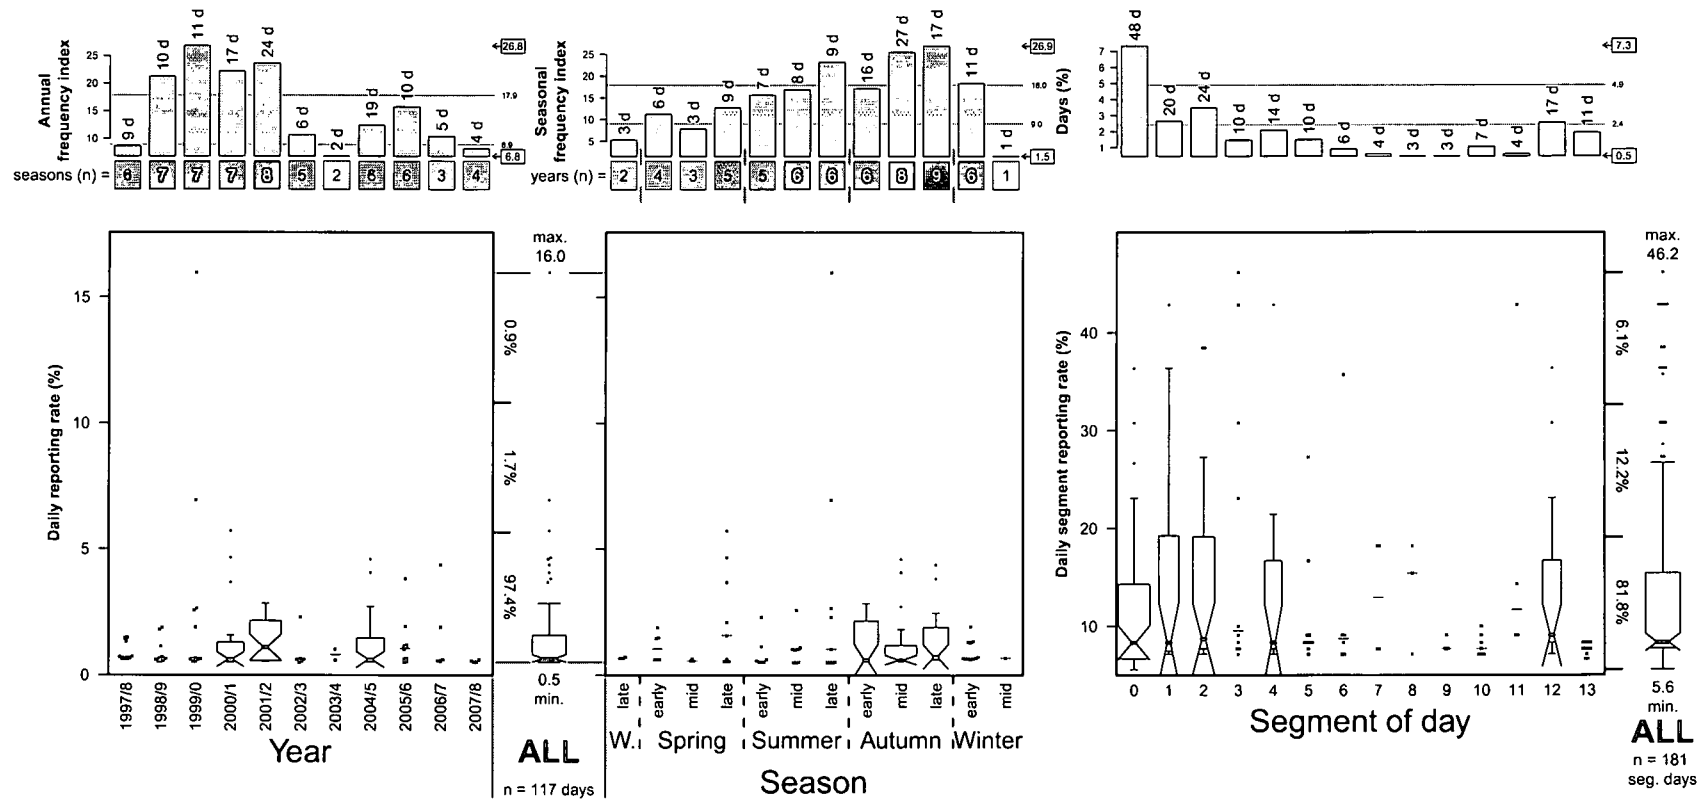 Annual frequency index
25
20
15
10
9 d
10 d
11 d
17 d
24 d
6 d
2 d
19 d
10 d
5 d
4 d
26.8
17.9
8.9
6.8
seasons (n) = 6 7 7 7 8 5 2 6 6 3 4
Seasonal frequency index
25
20
15
10
5
3 d
6 d
3 d
9 d
7 d
8 d
9 d
16 d
27 d
17 d
11 d
1 d
26.9
18.0
9.0
1.5
years (n) = 2 4 3 5 5 6 6 6 8 9 6 1
Days (%)
7
6
5
4
3
2
1
48 d
20 d
24 d
10 d
14 d
10 d
6 d
4 d
3 d
3 d
7 d
4 d
17 d
11 d
7.3
4.9
2.4
0.5
Daily reporting rate (%)
15
10
5
0
1997/8
1998/9
1999/0
2000/1
2001/2
2002/3
2003/4
2004/5
2005/6
2006/7
2007/8
Year
max.
16.0
0.9%
1.7%
97.4%
0.5
min.
ALL
n = 117 days
late
early
mid
late
early
mid
late
early
mid
late
early
mid
W. Spring Summer Autumn Winter
Season
Daily segment reporting rate (%)
40
30
20
10
0 1 2 3 4 5 6 7 8 9 10 11 12 13
Segment of day
max.
46.2
6.1%
12.2%
81.8%
5.6
min.
ALL
n = 181
seg. days